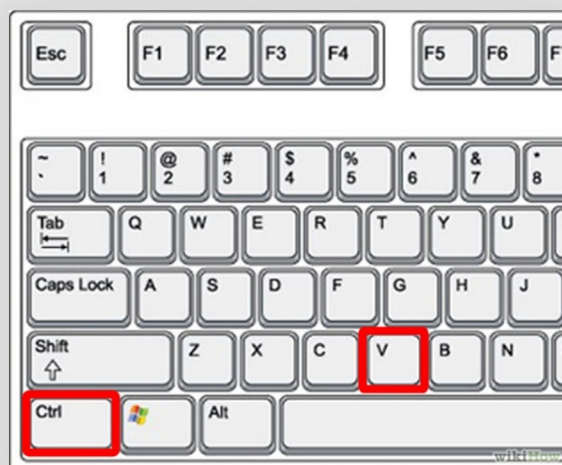 Esc F1 F2 F3 F4 F5 F6
~ ! @ # $ % ^ & *
` 1 2 3 4 5 6 7 8
Tab Q W E R T Y U
Caps Lock A S D F G H J
Shift Z X C V B N
Ctrl Alt
wikiHow